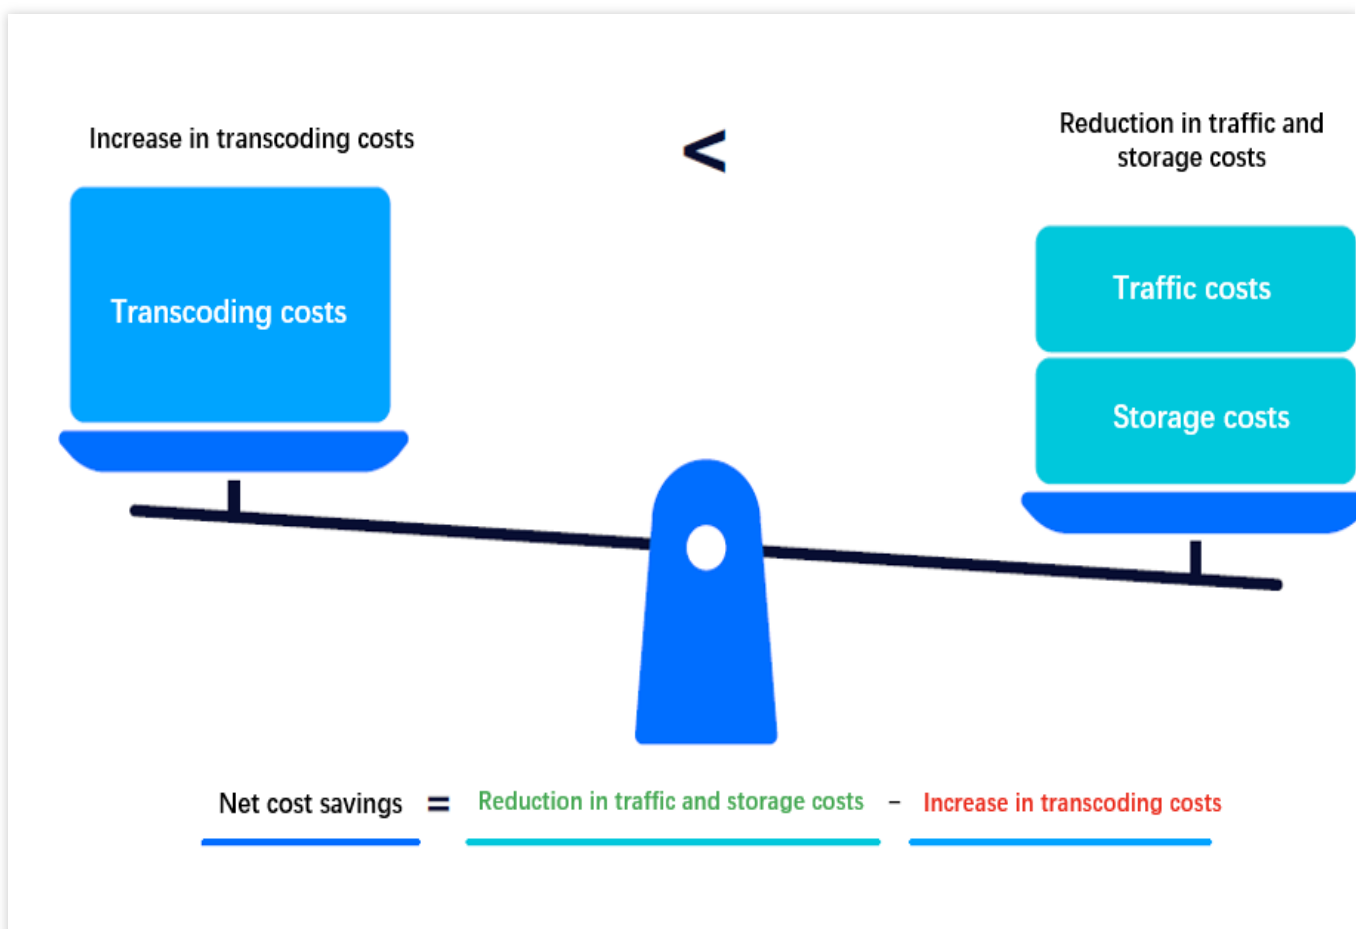 Increase in transcoding costs
<
Reduction in traffic and
storage costs
Transcoding costs
Traffic costs
Storage costs
Net cost savings = Reduction in traffic and storage costs - Increase in transcoding costs